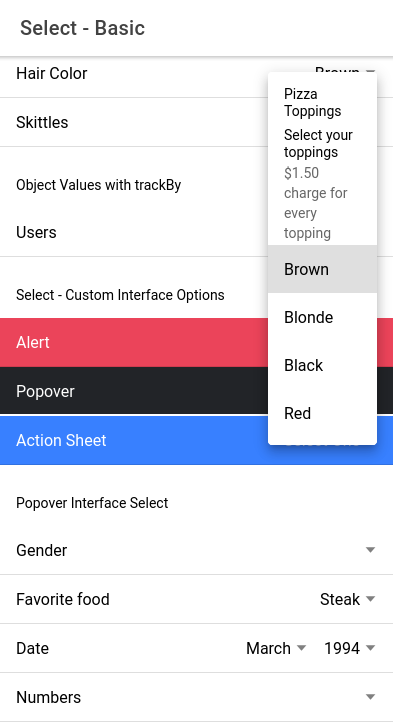 Select - Basic
Hair Color
Brown
Skittles
Object Values with trackBy
Users
Select - Custom Interface Options
Alert
Popover
Action Sheet
Pizza
Toppings
Select your
toppings
$1.50
charge for
every
topping
Brown
Blonde
Black
Red
Popover Interface Select
Gender
Favorite food Steak
Date March 1994
Numbers